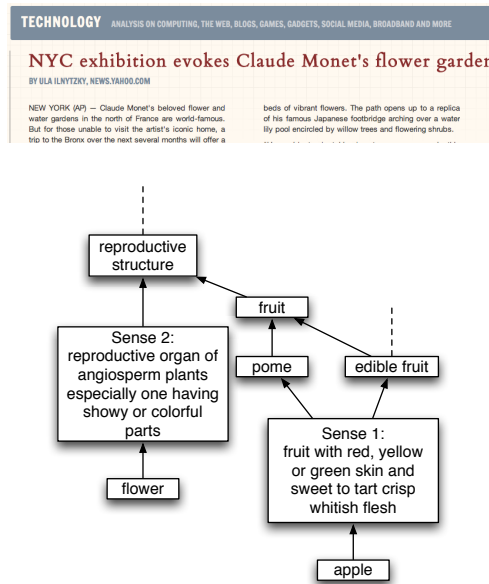 TECHNOLOGY ANALYSIS ON COMPUTING, THE WEB, BLOGS, GAMES, GADGETS, SOCIAL MEDIA, BROADBAND AND MORE
NYC exhibition evokes Claude Monet's flower garden
BY ULA ILNYTZKY, NEWS.YAHOO.COM
NEW YORK (AP) — Claude Monet's beloved flower and
water gardens in the north of France are world-famous.
But for those unable to visit the artist's iconic home, a
trip to the Bronx over the next several months will offer a
beds of vibrant flowers. The path opens up to a replica
of his famous Japanese footbridge arching over a water
lily pool encircled by willow trees and flowering shrubs.
reproductive
structure
fruit
Sense 2:
reproductive organ of
angiosperm plants
especially one having
showy or colorful
parts
pome
edible fruit
Sense 1:
fruit with red, yellow
or green skin and
sweet to tart crisp
whitish flesh
flower
apple